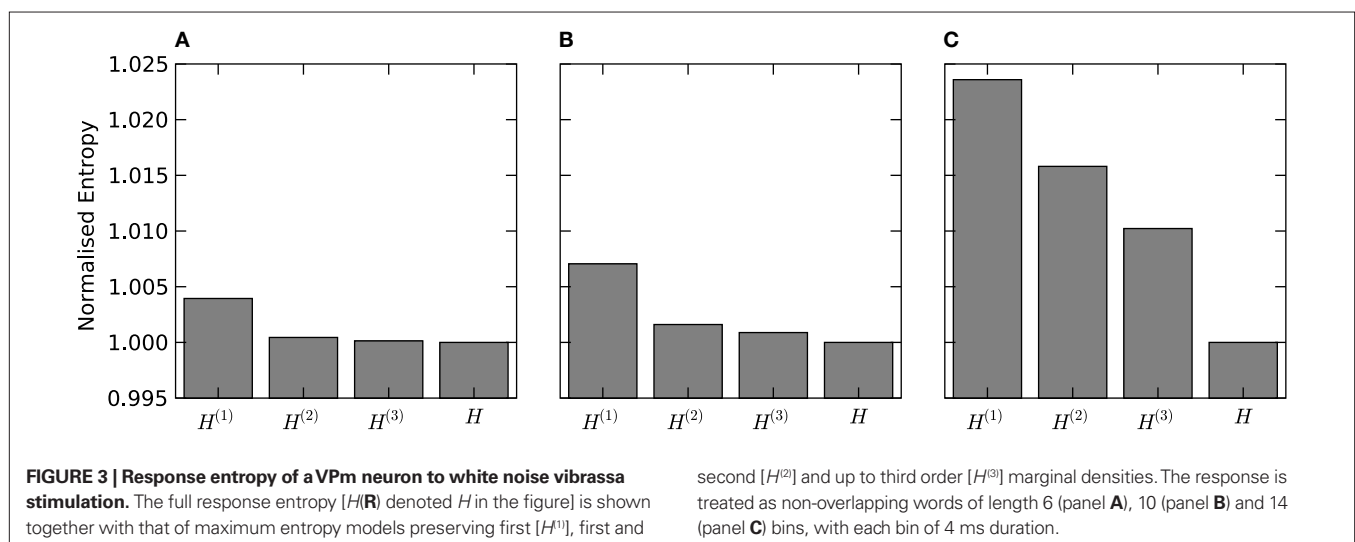 A
B
C
Normalised Entropy
1.025
1.020
1.015
1.010
1.005
1.000
0.995
H(1) H(2) H(3) H
H(1) H(2) H(3) H
H(1) H(2) H(3) H
FIGURE 3 | Response entropy of a VPm neuron to white noise vibrassa
stimulation. The full response entropy [H(R) denoted H in the figure] is shown
together with that of maximum entropy models preserving first [H(1)], first and
second [H(2)] and up to third order [H(3)] marginal densities. The response is
treated as non-overlapping words of length 6 (panel A), 10 (panel B) and 14
(panel C) bins, with each bin of 4 ms duration.